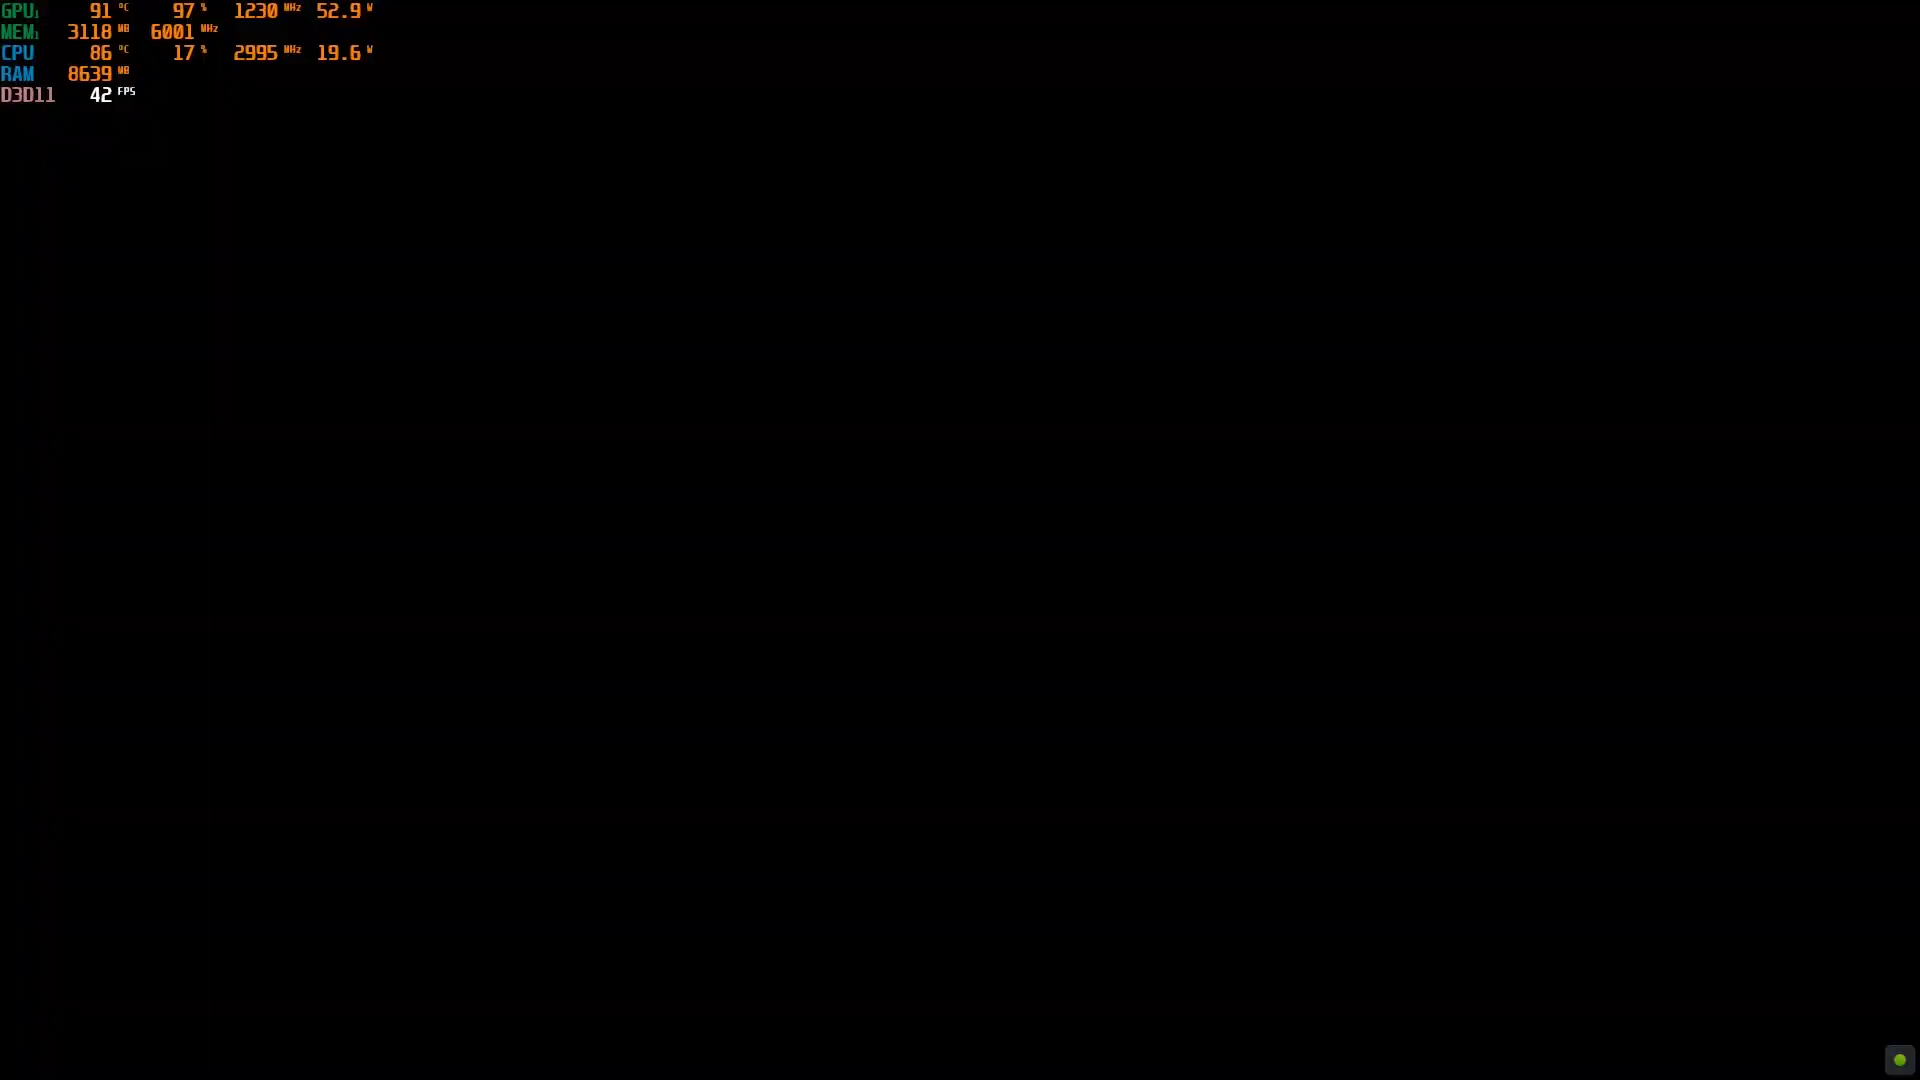 GPU1 91 °C 97 % 1230 MHz 52.9 W
MEM1 3118 MB 6001 MHz
CPU 86 °C 17 % 2995 MHz 19.6 W
RAM 8639 MB
D3D11 42 FPS